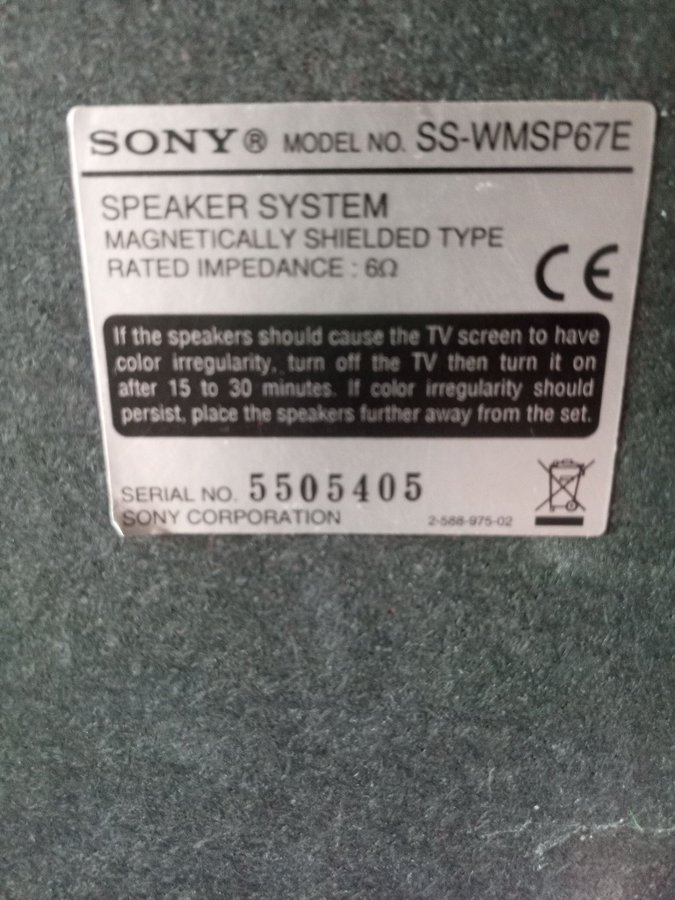 SONY® MODEL NO. SS-WMSP67E
SPEAKER SYSTEM
MAGNETICALLY SHIELDED TYPE
RATED IMPEDANCE : 6Ω
CE
If the speakers should cause the TV screen to have
color irregularity, turn off the TV then turn it on
after 15 to 30 minutes. If color irregularity should
persist, place the speakers further away from the set.
SERIAL NO. 5505405
SONY CORPORATION 2-588-975-02